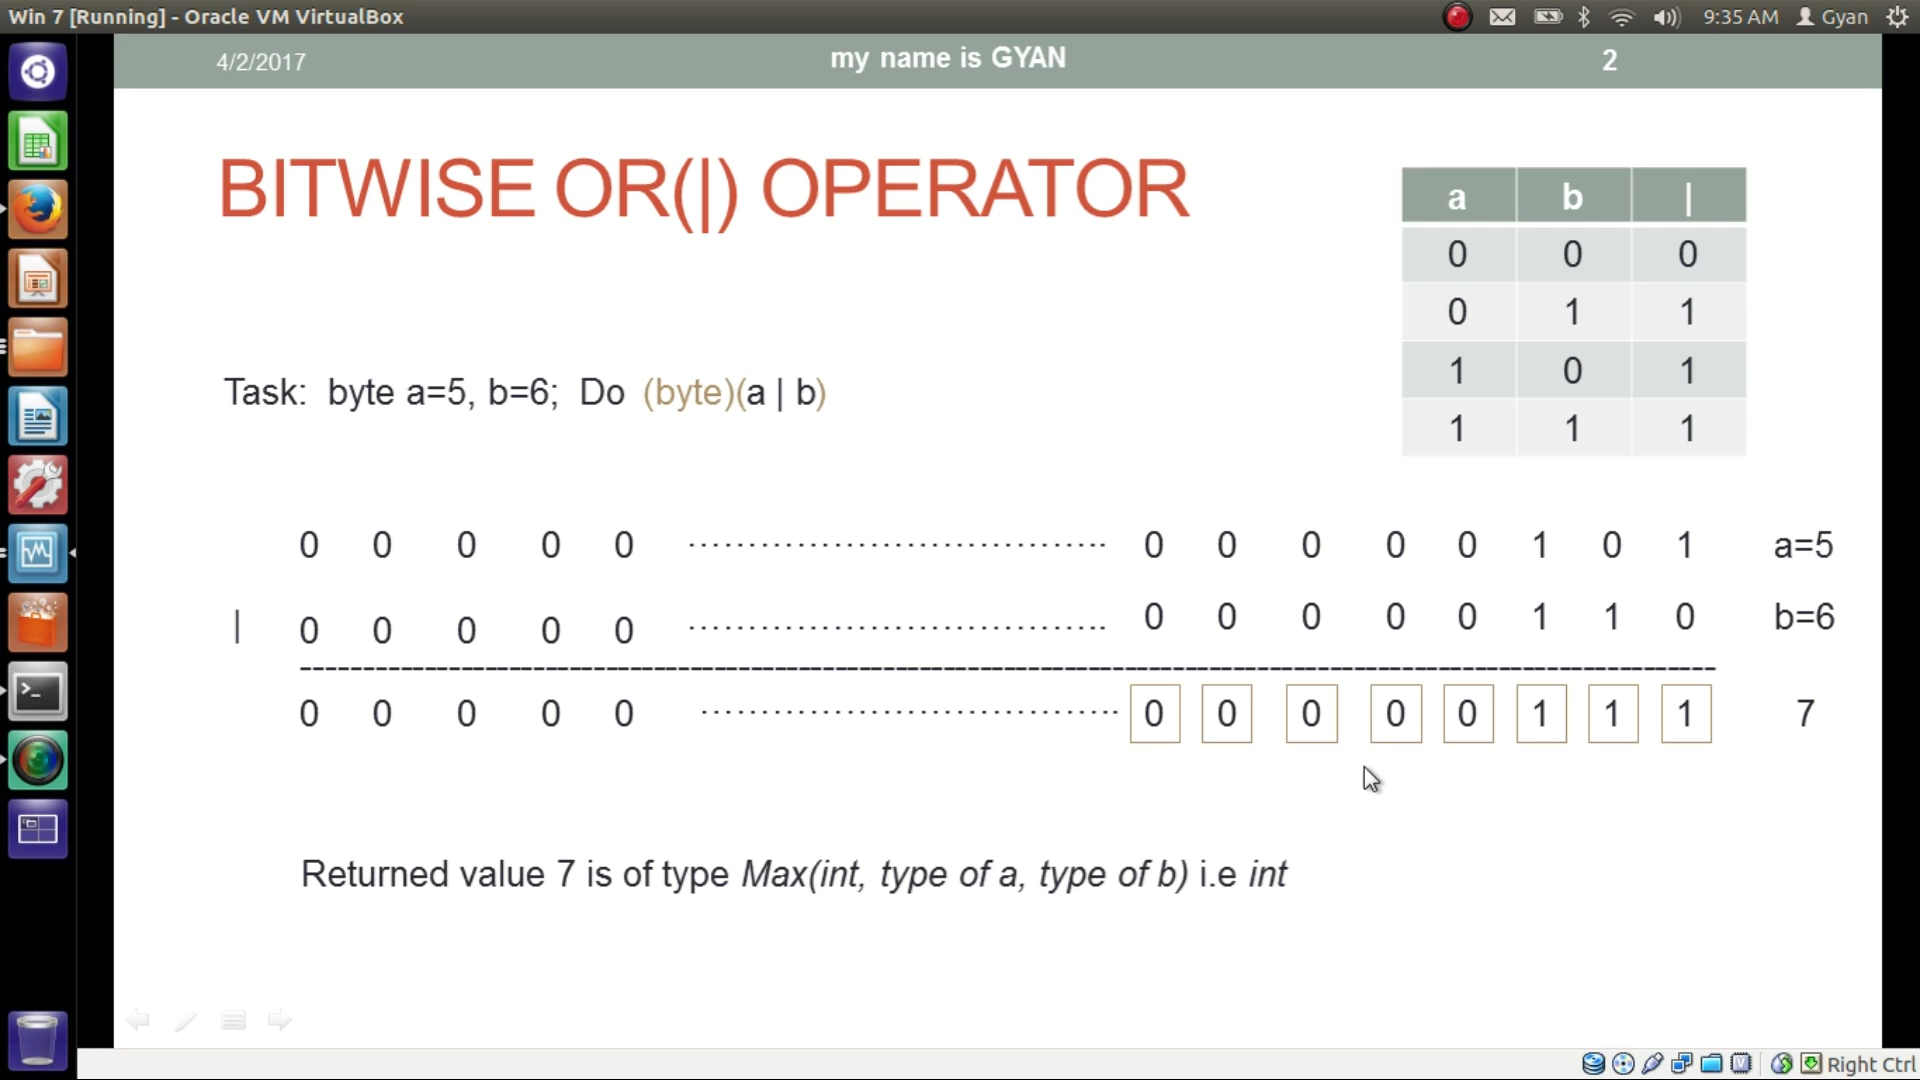 Win 7 [Running] - Oracle VM VirtualBox
9:35 AM Gyan
4/2/2017 my name is GYAN 2
BITWISE OR(|) OPERATOR
a b |
0 0 0
0 1 1
1 0 1
1 1 1
Task: byte a=5, b=6; Do (byte)(a | b)
0 0 0 0 0 ................................... 0 0 0 0 0 1 0 1 a=5
| 0 0 0 0 0 ................................... 0 0 0 0 0 1 1 0 b=6
--------------------------------------------------------------------------------------------------------------
0 0 0 0 0 ................................... 0 0 0 0 0 1 1 1 7
Returned value 7 is of type Max(int, type of a, type of b) i.e int
Right Ctrl